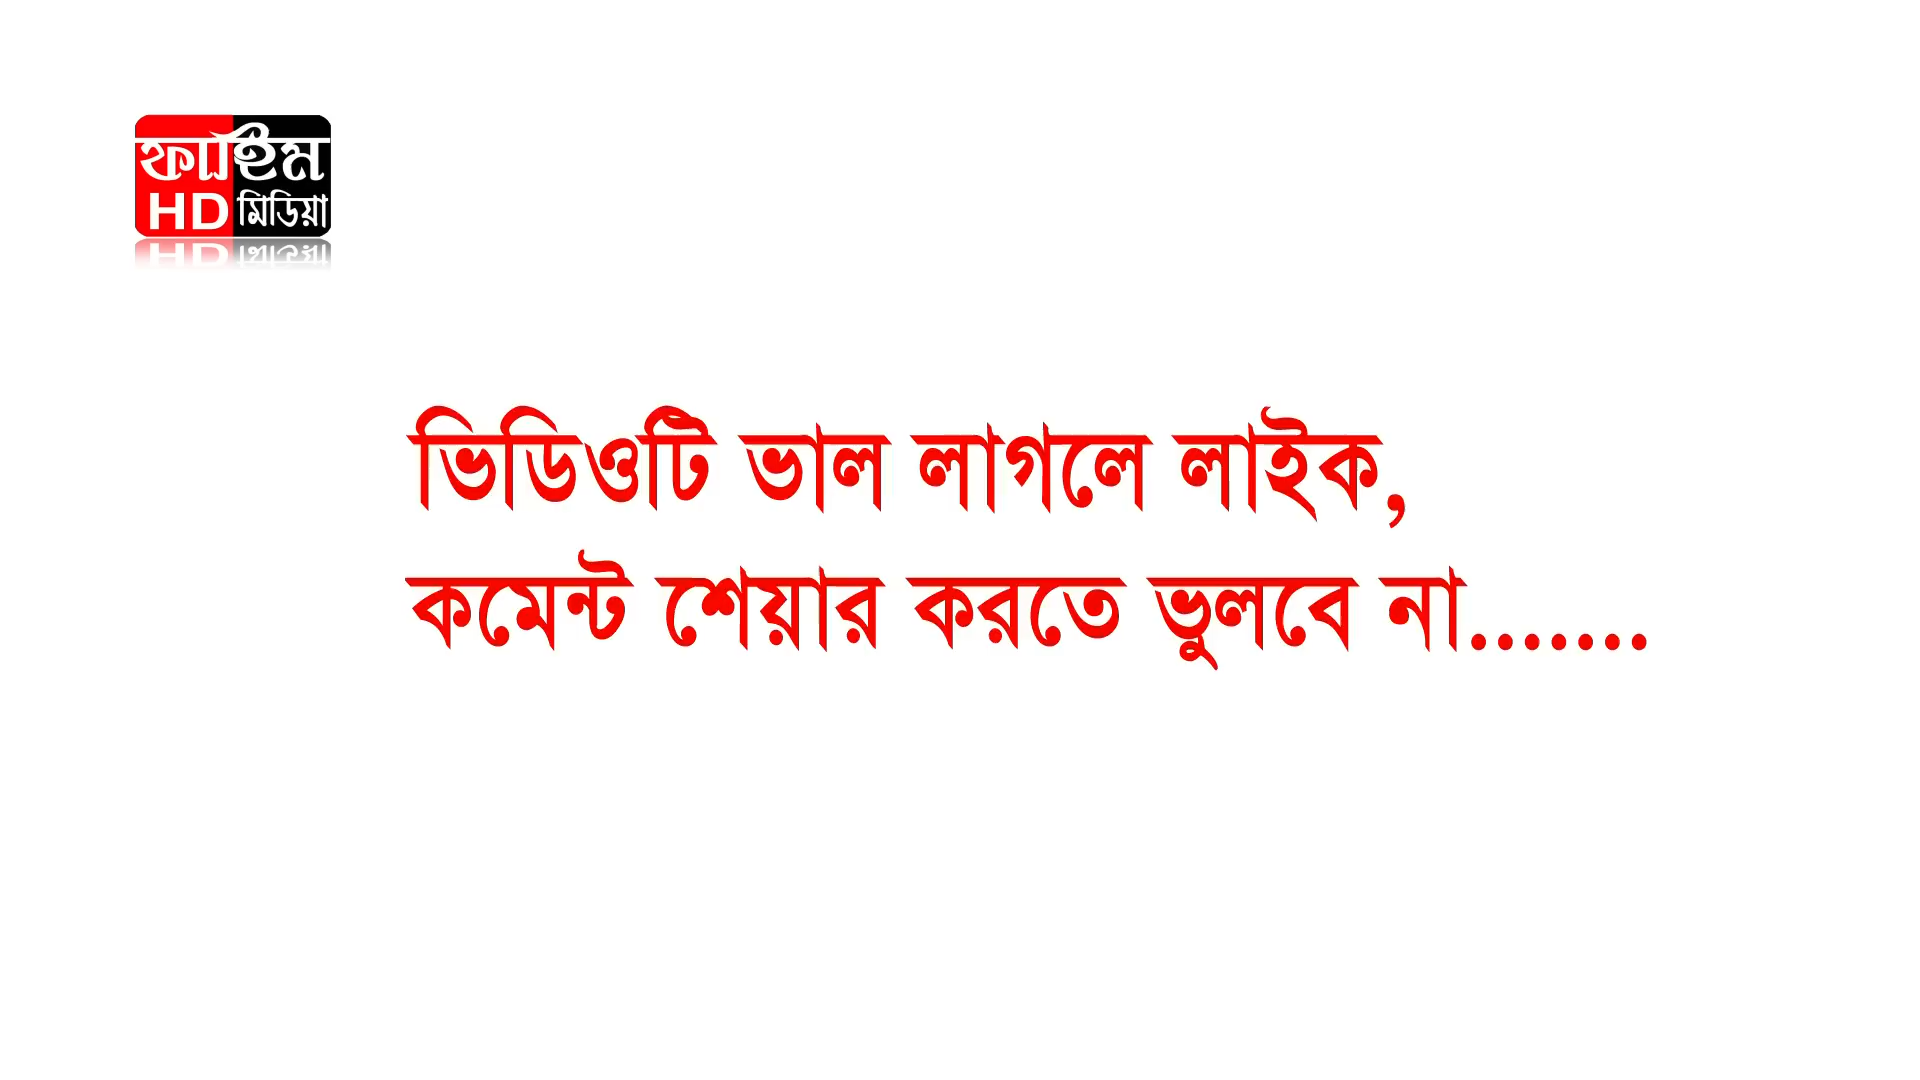 ফাহিম
HD মিডিয়া
ভিডিওটি ভাল লাগলে লাইক,
কমেন্ট শেয়ার করতে ভুলবে না.......